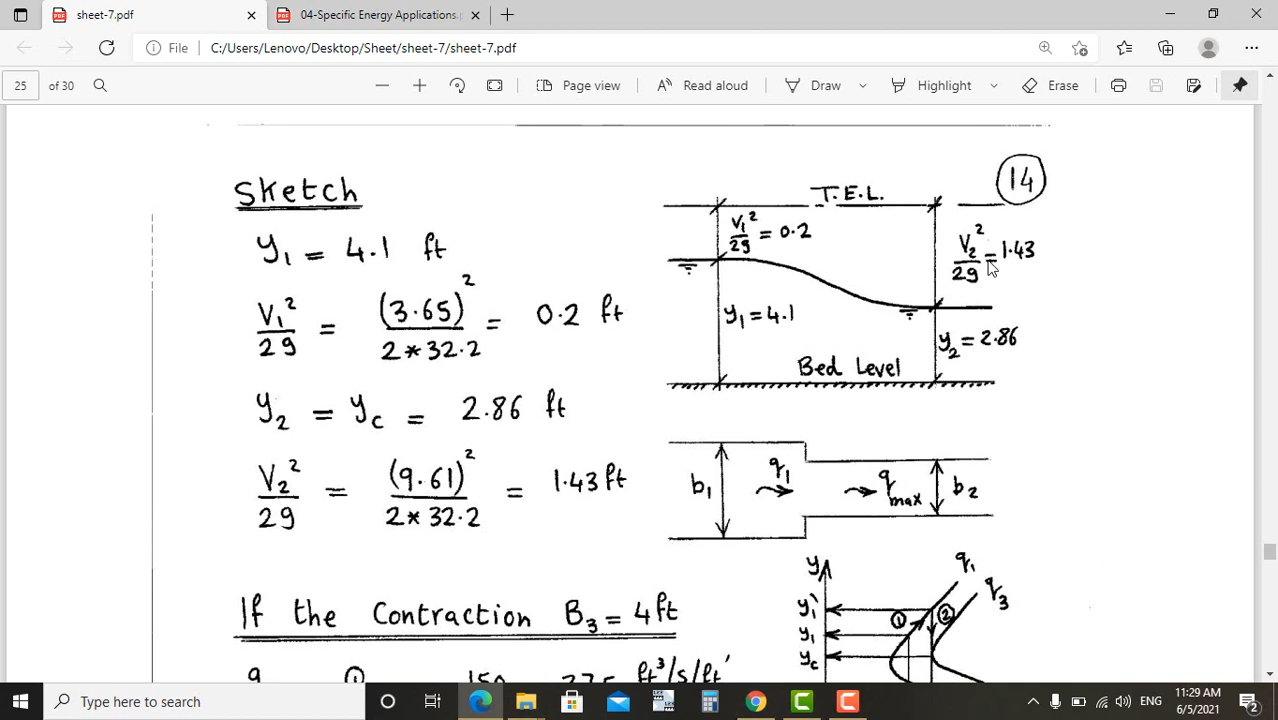 sheet-7.pdf
04-Specific Energy Applications.
File
C:/Users/Lenovo/Desktop/Sheet/sheet-7/sheet-7.pdf
25 of 30
Page view
Read aloud
Draw
Highlight
Erase
Sketch
14
y₁ = 4.1 ft
V₁²/2g = (3.65)²/2*32.2 = 0.2 ft
y₂ = yc = 2.86 ft
V₂²/2g = (9.61)²/2*32.2 = 1.43 ft
T.E.L.
V₁²/2g = 0.2
V₂²/2g = 1.43
y₁ = 4.1
y₂ = 2.86
Bed Level
b₁
q₁
qmax
b₂
If the Contraction B₃ = 4 ft
y
q₁
q₃
y₁'
y₁
yc
①
②
①
ft³/s/ft'
Type here to search
ENG
11:29 AM
6/5/2021
2